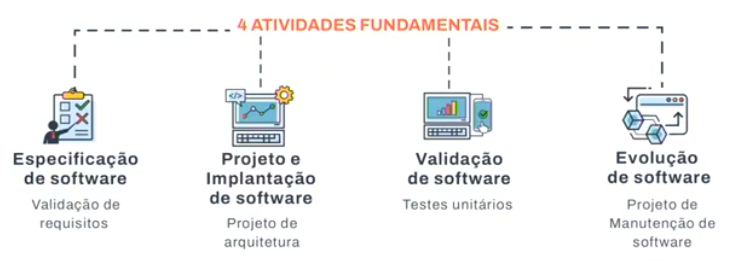 4 ATIVIDADES FUNDAMENTAIS
Especificação
de software
Validação de
requisitos
Projeto e
Implantação
de software
Projeto de
arquitetura
Validação
de software
Testes unitários
Evolução
de software
Projeto de
Manutenção de
software